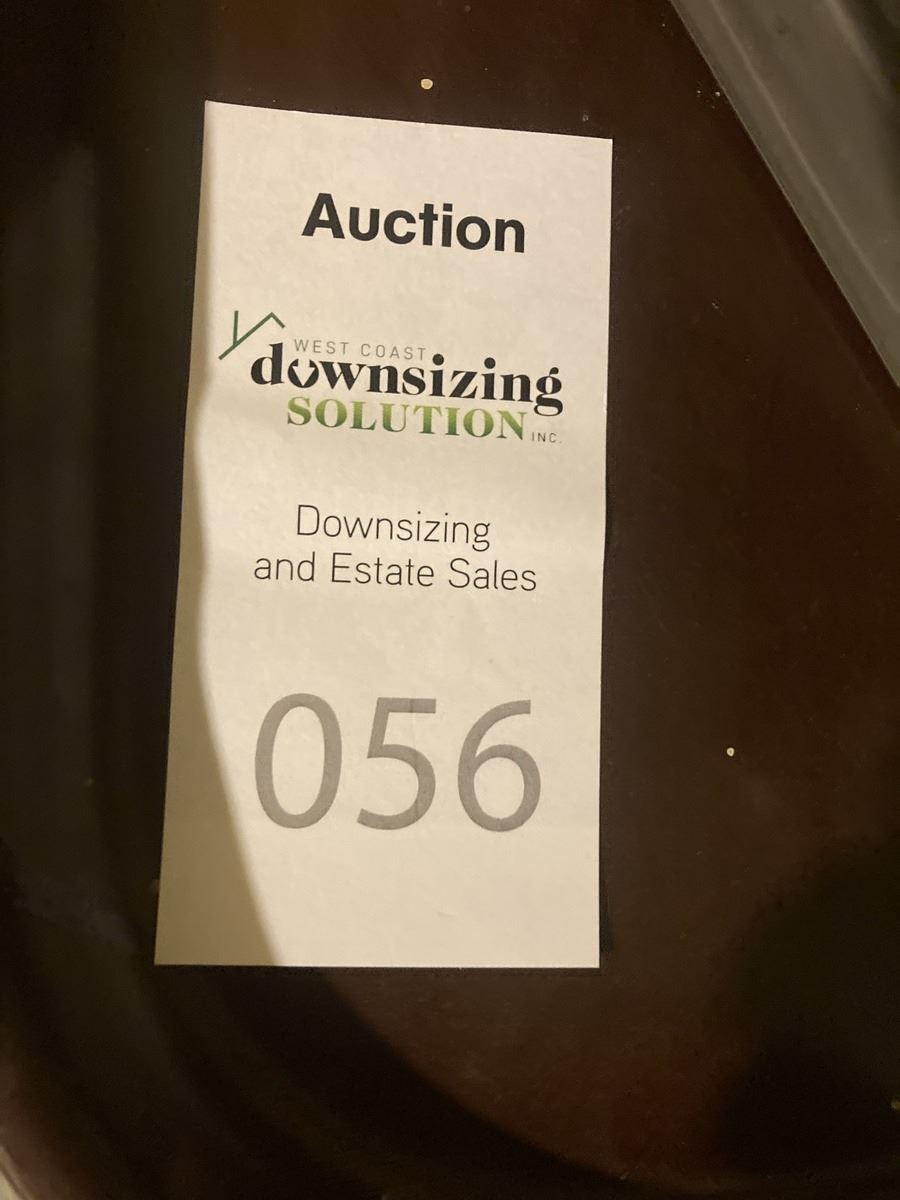 Auction
WEST COAST
downsizing
SOLUTION INC.
Downsizing
and Estate Sales
056